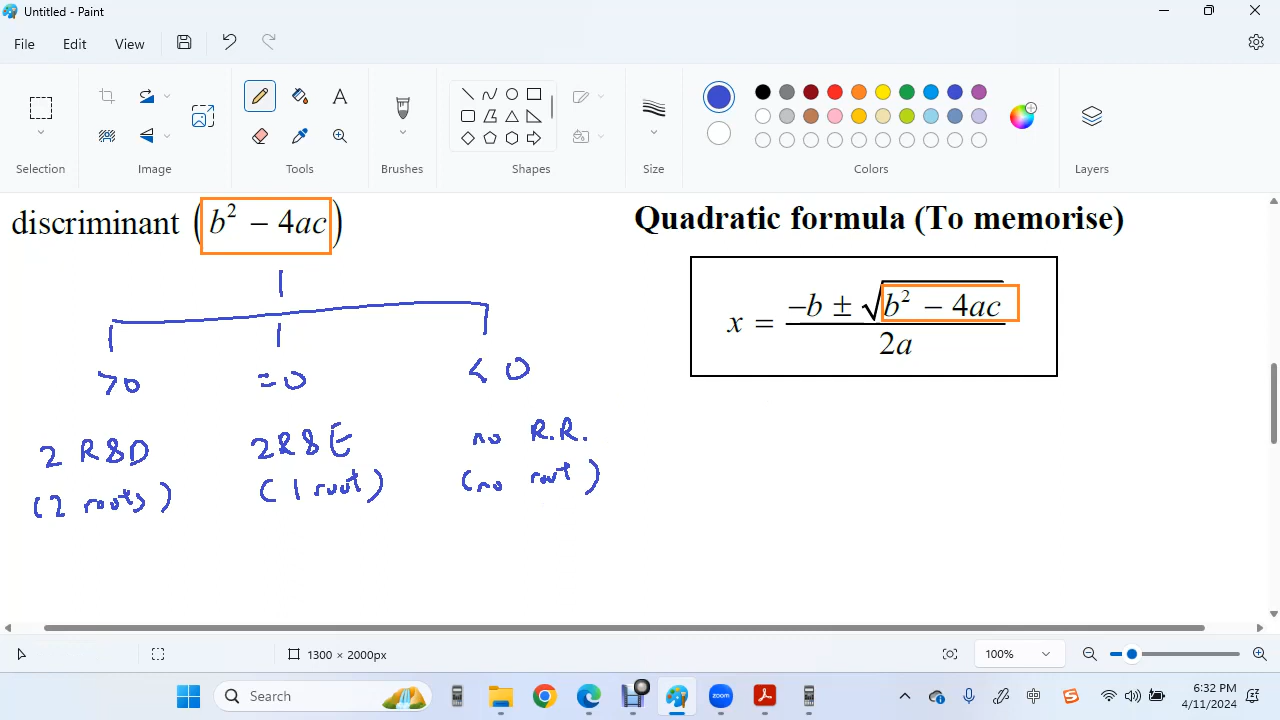 Untitled - Paint
File Edit View
Selection Image Tools Brushes Shapes Size Colors Layers
discriminant (b² − 4ac)
>0 =0 < 0
2 R&D 2R&E no R.R.
(2 roots) (1 root) (no root)
Quadratic formula (To memorise)
x = (−b ± √(b² − 4ac)) / 2a
1300 × 2000px 100%
Search zoom 中 6:32 PM
4/11/2024